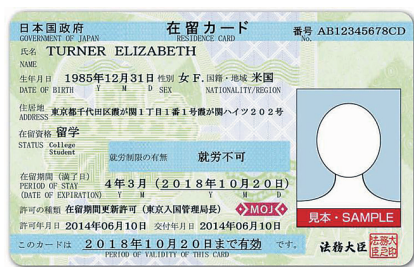 日本国政府 在留カード 番号 AB12345678CD
GOVERNMENT OF JAPAN RESIDENCE CARD No.
氏名 TURNER ELIZABETH
NAME
生年月日 1985年12月31日 性別 女 F. 国籍・地域 米国
DATE OF BIRTH Y M D SEX NATIONALITY/REGION
住居地 東京都千代田区霞が関1丁目1番1号霞が関ハイツ202号
ADDRESS
在留資格 留学
STATUS College Student
就労制限の有無 就労不可
在留期間(満了日) 4年3月(2018年10月20日)
PERIOD OF STAY
(DATE OF EXPIRATION) Y M Y M D
許可の種類 在留期間更新許可(東京入国管理局長) MOJ
見本・SAMPLE
許可年月日 2014年06月10日 交付年月日 2014年06月10日
このカードは 2018年10月20日まで有効 です。
PERIOD OF VALIDITY OF THIS CARD
法務大臣